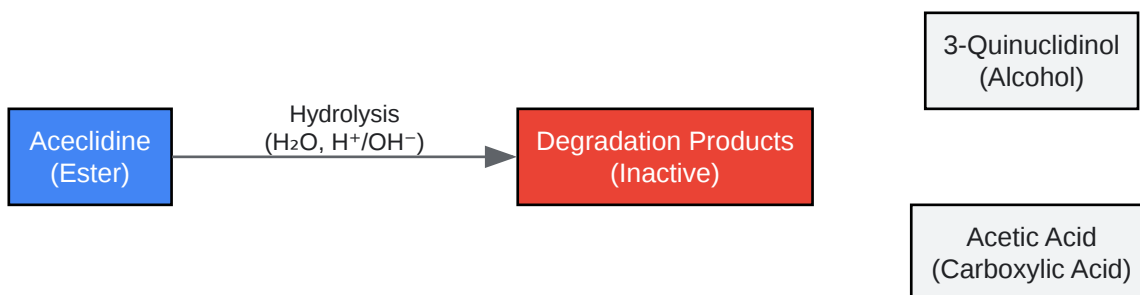 Aceclidine
(Ester)
Hydrolysis
(H₂O, H⁺/OH⁻)
Degradation Products
(Inactive)
3-Quinuclidinol
(Alcohol)
Acetic Acid
(Carboxylic Acid)